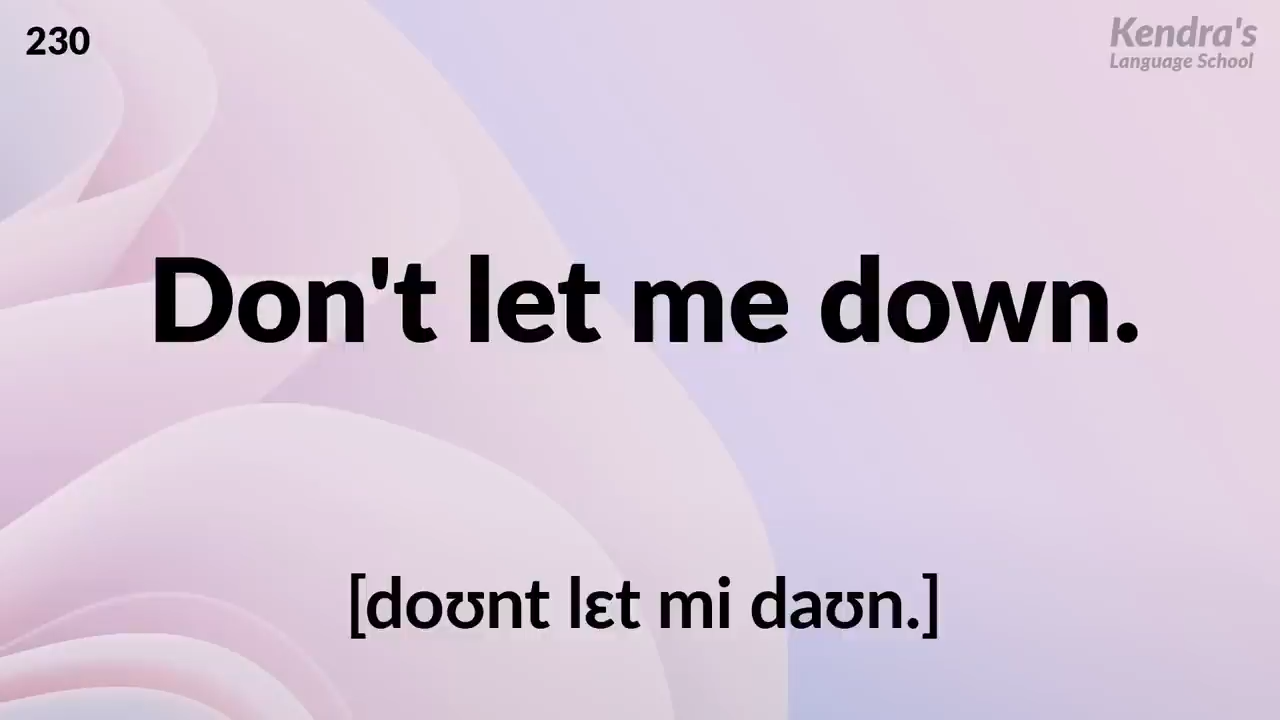 230
Kendra's
Language School
Don't let me down.
[doʊnt lɛt mi daʊn.]